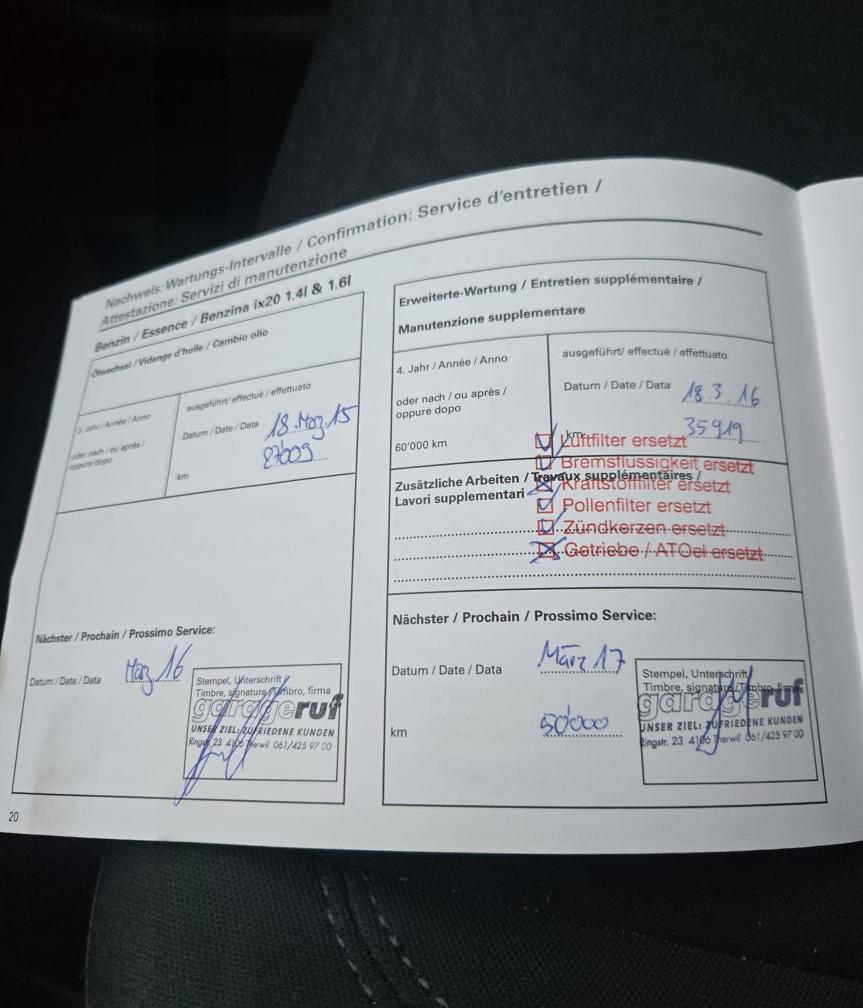 Nachweis: Wartungs-Intervalle / Confirmation: Service d'entretien /
Attestazione: Servizi di manutenzione
Benzin / Essence / Benzina ix20 1.4l & 1.6l
Ölwechsel / Vidange d'huile / Cambio olio
3. Jahr / Année / Anno
oder nach / ou après /
oppure dopo
ausgeführt/ effectué / effettuato
Datum / Date / Data
18. März 15
km
Nächster / Prochain / Prossimo Service:
Datum / Date / Data
März 16
Stempel, Unterschrift
Timbre, signature / Timbro, firma
garageruf
UNSER ZIEL: ZUFRIEDENE KUNDEN
Ringstr. 23 4106 Therwil 061/425 97 00
20
Erweiterte-Wartung / Entretien supplémentaire /
Manutenzione supplementare
4. Jahr / Année / Anno
oder nach / ou après /
oppure dopo
60'000 km
ausgeführt/ effectué / effettuato
Datum / Date / Data
18.3.16
km
35919
Luftfilter ersetzt
Bremsflüssigkeit ersetzt
Zusätzliche Arbeiten / Travaux supplémentaires /
Lavori supplementari
Kraftstoffilter ersetzt
Pollenfilter ersetzt
Zündkerzen ersetzt
Getriebe / ATOel ersetzt
Nächster / Prochain / Prossimo Service:
Datum / Date / Data
März 17
km
50'000
Stempel, Unterschrift
Timbre, signature / Timbro, firma
garageruf
UNSER ZIEL: ZUFRIEDENE KUNDEN
Ringstr. 23 4106 Therwil 061/425 97 00